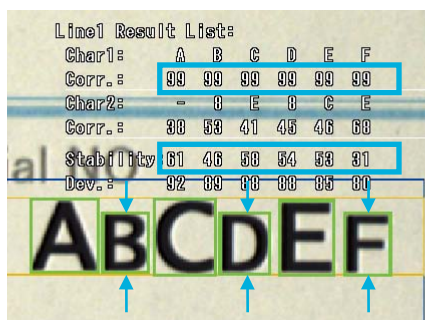 Line1 Result List:
Char1: A B C D E F
Corr.: 99 99 99 99 99 99
Char2: - 8 E 8 C E
Corr.: 38 53 41 45 46 68
Stability: 61 46 58 54 53 31
al NO
Dev.: 92 89 88 88 85 80
ABCDEF